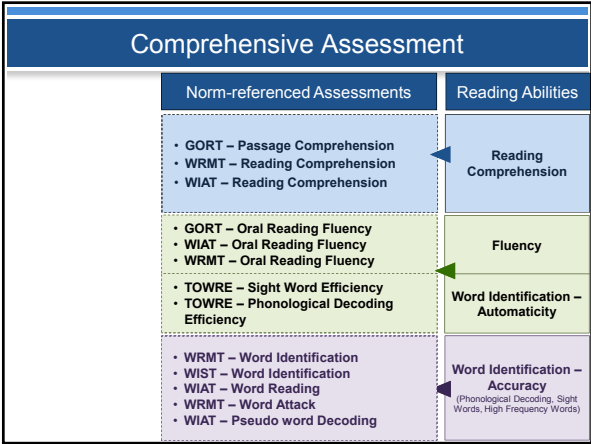 Comprehensive Assessment
Norm-referenced Assessments
Reading Abilities
• GORT – Passage Comprehension
• WRMT – Reading Comprehension
• WIAT – Reading Comprehension
Reading
Comprehension
• GORT – Oral Reading Fluency
• WIAT – Oral Reading Fluency
• WRMT – Oral Reading Fluency
Fluency
• TOWRE – Sight Word Efficiency
• TOWRE – Phonological Decoding
Efficiency
Word Identification –
Automaticity
• WRMT – Word Identification
• WIST – Word Identification
• WIAT – Word Reading
• WRMT – Word Attack
• WIAT – Pseudo word Decoding
Word Identification –
Accuracy
(Phonological Decoding, Sight
Words, High Frequency Words)